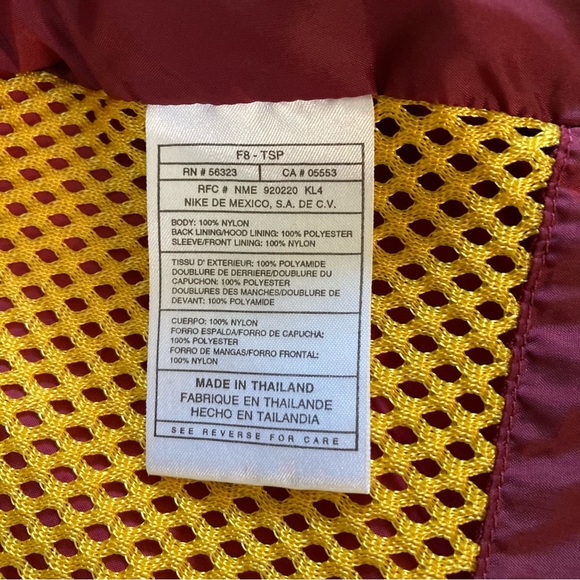 F8 - TSP
RN # 56323 CA # 05553
RFC # NME 920220 KL4
NIKE DE MEXICO, S.A. DE C.V.
BODY: 100% NYLON
BACK LINING/HOOD LINING: 100% POLYESTER
SLEEVE/FRONT LINING: 100% NYLON
TISSU D' EXTERIEUR: 100% POLYAMIDE
DOUBLURE DE DERRIERE/DOUBLURE DU
CAPUCHON: 100% POLYESTER
DOUBLURES DES MANCHES/DOUBLURE DE
DEVANT: 100% POLYAMIDE
CUERPO: 100% NYLON
FORRO ESPALDA/FORRO DE CAPUCHA:
100% POLYESTER
FORRO DE MANGAS/FORRO FRONTAL:
100% NYLON
MADE IN THAILAND
FABRIQUE EN THAILANDE
HECHO EN TAILANDIA
SEE REVERSE FOR CARE